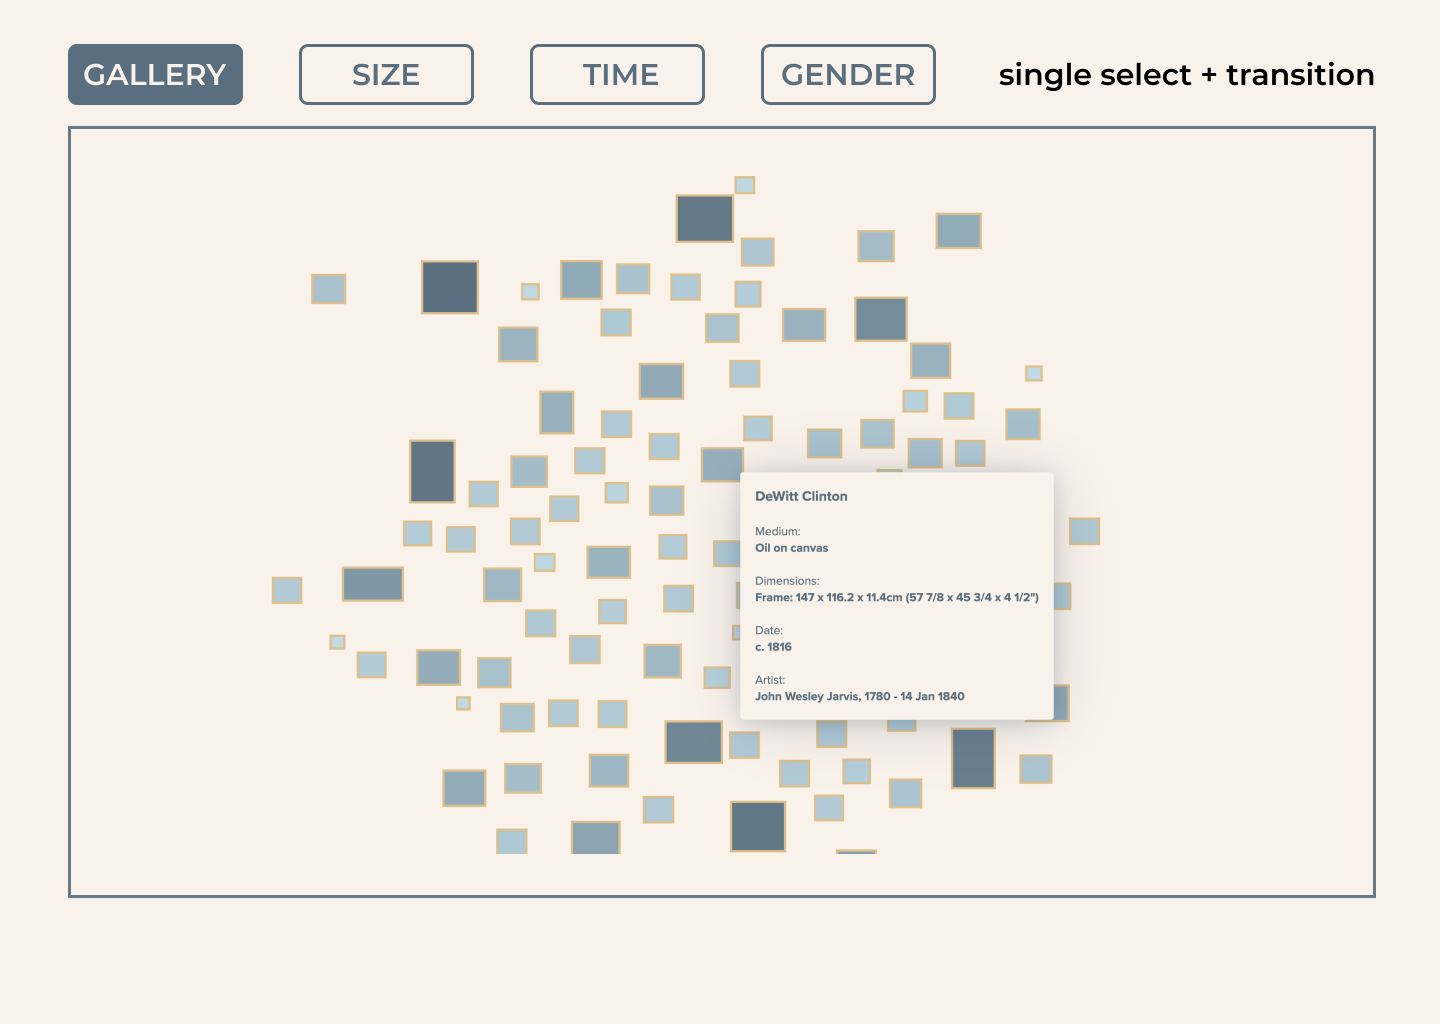 GALLERY SIZE TIME GENDER single select + transition
DeWitt Clinton
Medium:
Oil on canvas
Dimensions:
Frame: 147 x 116.2 x 11.4cm (57 7/8 x 45 3/4 x 4 1/2")
Date:
c. 1816
Artist:
John Wesley Jarvis, 1780 - 14 Jan 1840